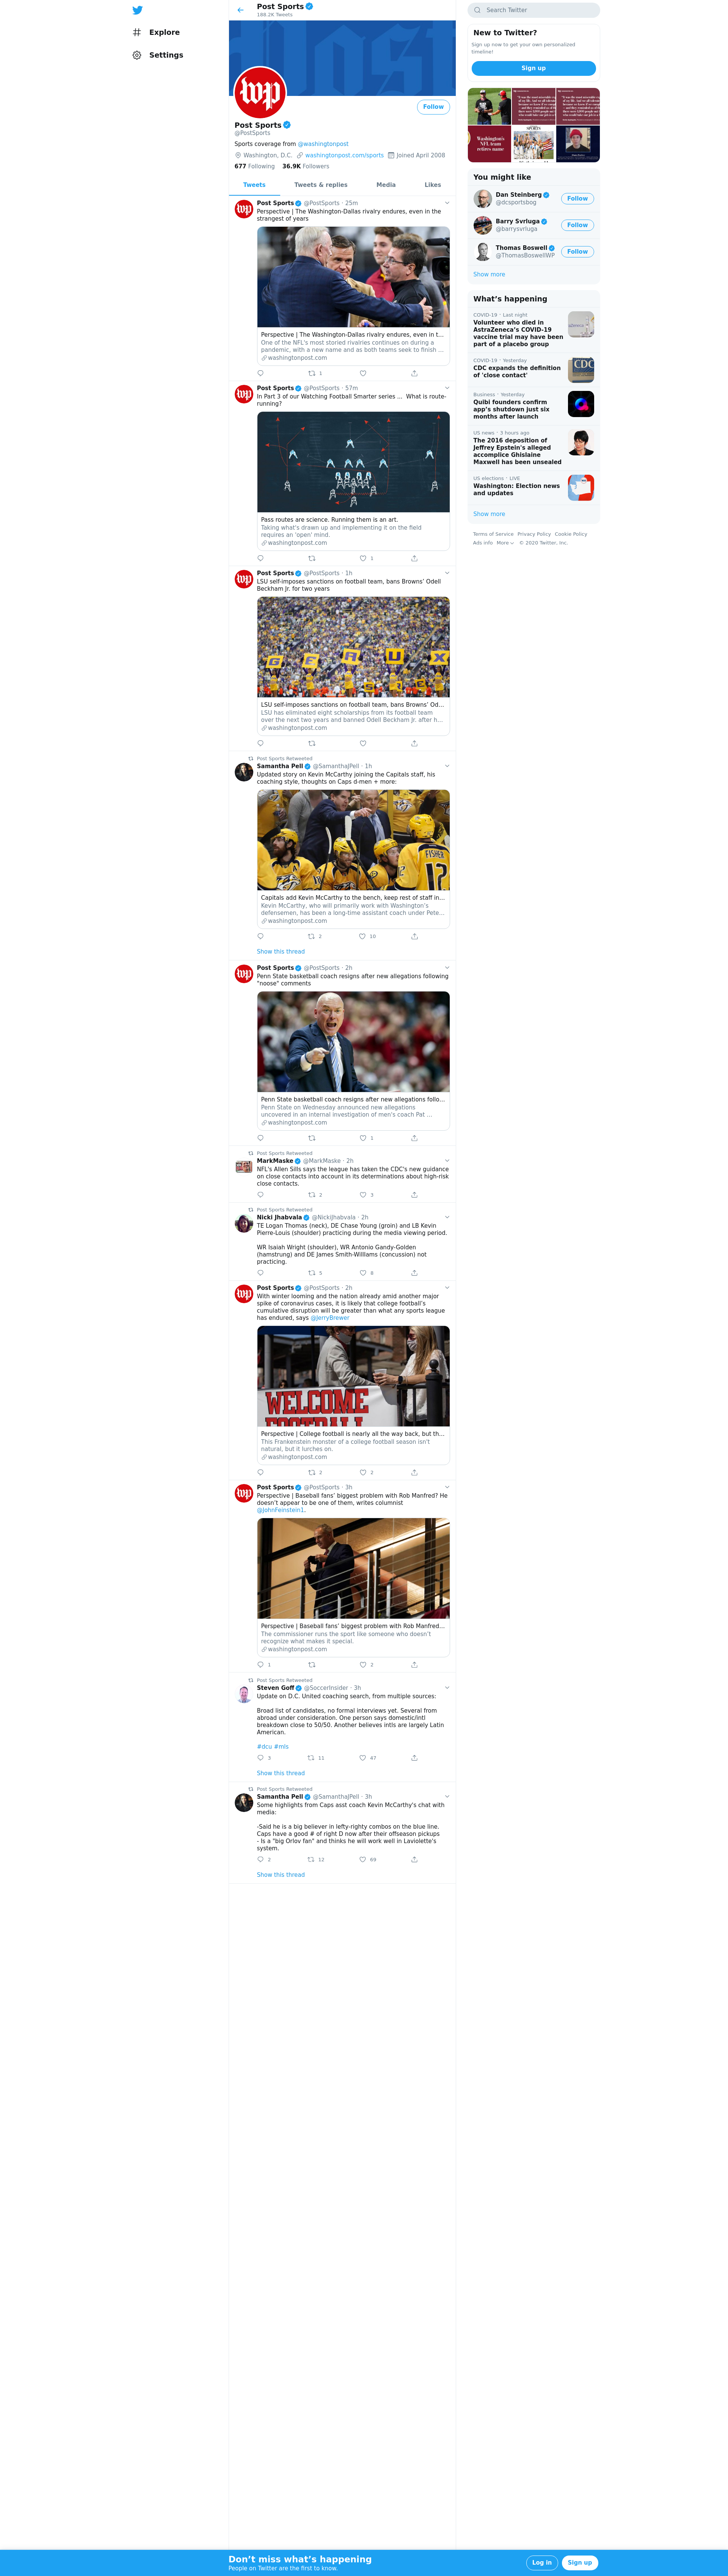 Explore
Settings
Post Sports
188.2K Tweets
Post
wp
Follow
Post Sports
@PostSports
Sports coverage from @washingtonpost
Washington, D.C. washingtonpost.com/sports Joined April 2008
677 Following 36.9K Followers
Tweets Tweets & replies Media Likes
Post Sports @PostSports · 25m
Perspective | The Washington-Dallas rivalry endures, even in the
strangest of years
Perspective | The Washington-Dallas rivalry endures, even in t...
One of the NFL's most storied rivalries continues on during a
pandemic, with a new name and as both teams seek to finish ...
washingtonpost.com
1
Post Sports @PostSports · 57m
In Part 3 of our Watching Football Smarter series ... What is route-
running?
Pass routes are science. Running them is an art.
Taking what's drawn up and implementing it on the field
requires an 'open' mind.
washingtonpost.com
1
Post Sports @PostSports · 1h
LSU self-imposes sanctions on football team, bans Browns' Odell
Beckham Jr. for two years
GEAUX
LSU self-imposes sanctions on football team, bans Browns' Od...
LSU has eliminated eight scholarships from its football team
over the next two years and banned Odell Beckham Jr. after h...
washingtonpost.com
Post Sports Retweeted
Samantha Pell @SamanthaJPell · 1h
Updated story on Kevin McCarthy joining the Capitals staff, his
coaching style, thoughts on Caps d-men + more:
FISHER
12
Capitals add Kevin McCarthy to the bench, keep rest of staff in...
Kevin McCarthy, who will primarily work with Washington's
defensemen, has been a long-time assistant coach under Pete...
washingtonpost.com
2 10
Show this thread
Post Sports @PostSports · 2h
Penn State basketball coach resigns after new allegations following
"noose" comments
Penn State basketball coach resigns after new allegations follo...
Penn State on Wednesday announced new allegations
uncovered in an internal investigation of men's coach Pat ...
washingtonpost.com
1
Post Sports Retweeted
MarkMaske @MarkMaske · 2h
NFL's Allen Sills says the league has taken the CDC's new guidance
on close contacts into account in its determinations about high-risk
close contacts.
2 3
Post Sports Retweeted
Nicki Jhabvala @NickiJhabvala · 2h
TE Logan Thomas (neck), DE Chase Young (groin) and LB Kevin
Pierre-Louis (shoulder) practicing during the media viewing period.
WR Isaiah Wright (shoulder), WR Antonio Gandy-Golden
(hamstring) and DE James Smith-Williams (concussion) not
practicing.
5 8
Post Sports @PostSports · 2h
With winter looming and the nation already amid another major
spike of coronavirus cases, it is likely that college football's
cumulative disruption will be greater than what any sports league
has endured, says @JerryBrewer
WELCOME
FOOTBALL
Perspective | College football is nearly all the way back, but th...
This Frankenstein monster of a college football season isn't
natural, but it lurches on.
washingtonpost.com
2 2
Post Sports @PostSports · 3h
Perspective | Baseball fans' biggest problem with Rob Manfred? He
doesn't appear to be one of them, writes columnist
@JohnFeinstein1.
Perspective | Baseball fans' biggest problem with Rob Manfred...
The commissioner runs the sport like someone who doesn't
recognize what makes it special.
washingtonpost.com
1 2
Post Sports Retweeted
Steven Goff @SoccerInsider · 3h
Update on D.C. United coaching search, from multiple sources:
Broad list of candidates, no formal interviews yet. Several from
abroad under consideration. One person says domestic/intl
breakdown close to 50/50. Another believes intls are largely Latin
American.
#dcu #mls
3 11 47
Show this thread
Post Sports Retweeted
Samantha Pell @SamanthaJPell · 3h
Some highlights from Caps asst coach Kevin McCarthy's chat with
media:
-Said he is a big believer in lefty-righty combos on the blue line.
Caps have a good # of right D now after their offseason pickups
- Is a "big Orlov fan" and thinks he will work well in Laviolette's
system.
2 12 69
Show this thread
Search Twitter
New to Twitter?
Sign up now to get your own personalized
timeline!
Sign up
Washington's
NFL team
retires name
SPORTS
You might like
Dan Steinberg
@dcsportsbog
Follow
Barry Svrluga
@barrysvrluga
Follow
Thomas Boswell
@ThomasBoswellWP
Follow
Show more
What's happening
COVID-19 · Last night
Volunteer who died in
AstraZeneca's COVID-19
vaccine trial may have been
part of a placebo group
COVID-19 · Yesterday
CDC expands the definition
of 'close contact'
CDC
Business · Yesterday
Quibi founders confirm
app's shutdown just six
months after launch
US news · 3 hours ago
The 2016 deposition of
Jeffrey Epstein's alleged
accomplice Ghislaine
Maxwell has been unsealed
US elections · LIVE
Washington: Election news
and updates
Show more
Terms of Service Privacy Policy Cookie Policy
Ads info More © 2020 Twitter, Inc.
Don't miss what's happening
People on Twitter are the first to know.
Log in Sign up